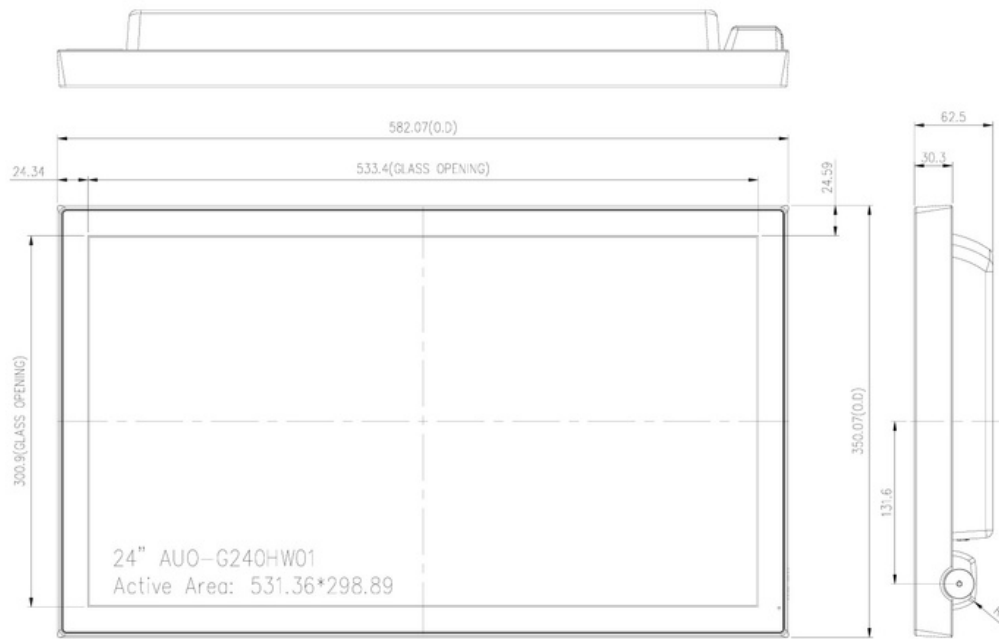 582.07(O.D)
62.5
24.34
533.4(GLASS OPENING)
24.59
30.3
300.9(GLASS OPENING)
350.07(O.D)
131.6
24” AUO-G240HW01
Active Area: 531.36*298.89